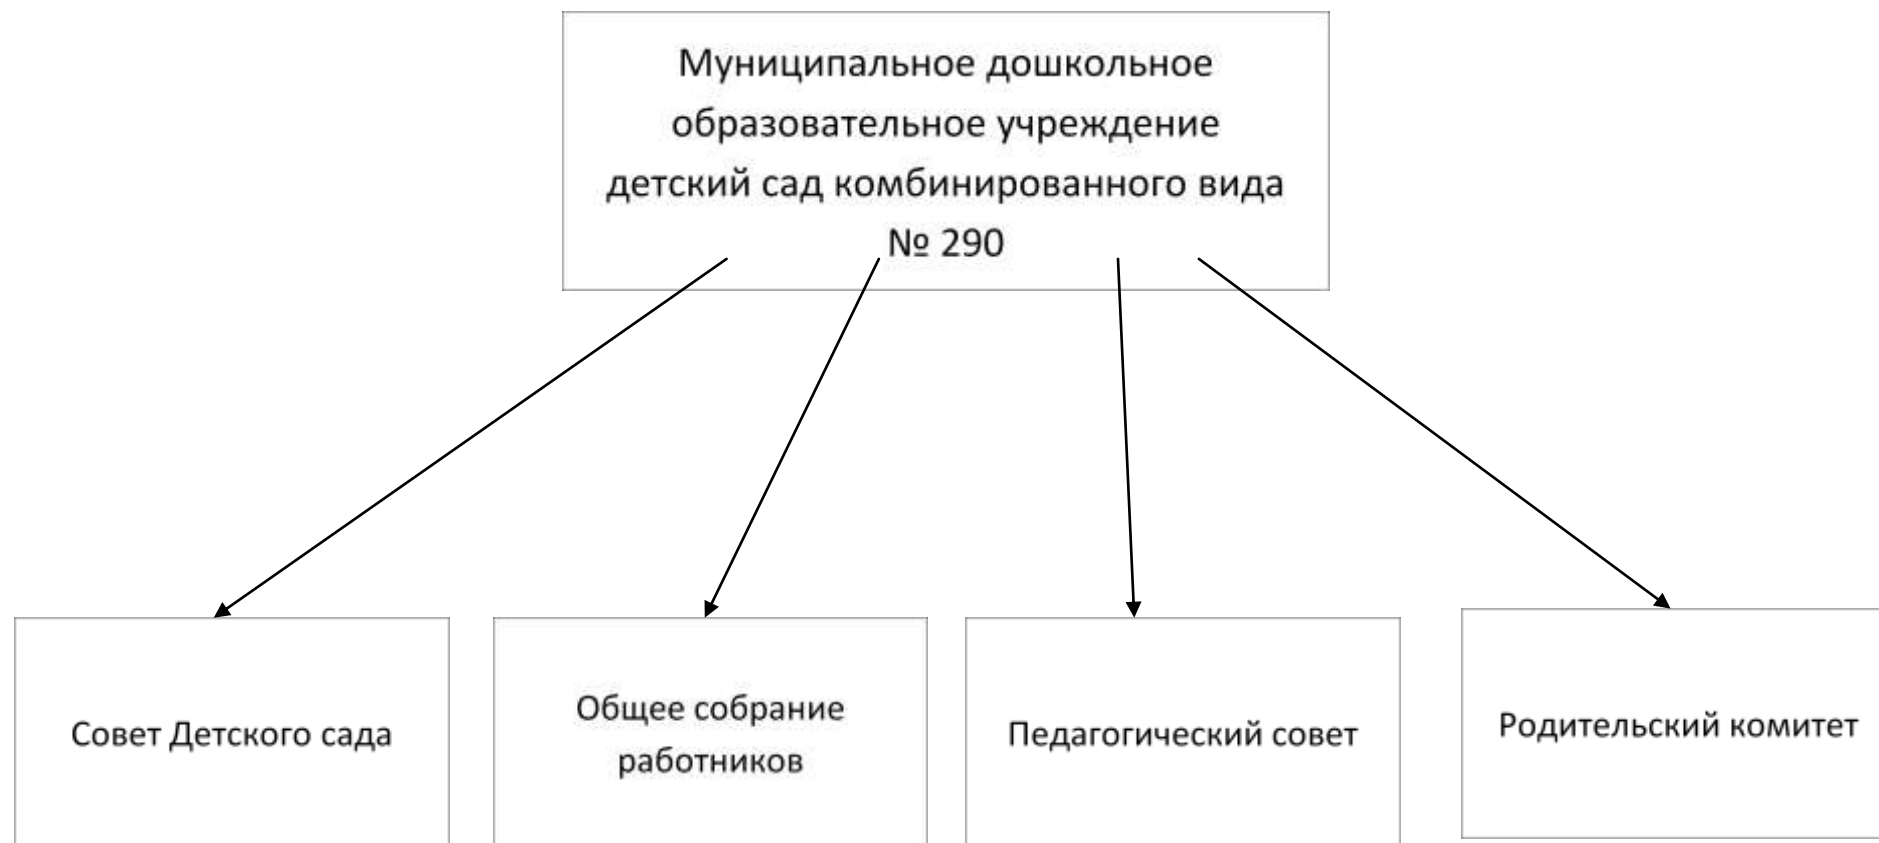 Муниципальное дошкольное
образовательное учреждение
детский сад комбинированного вида
№ 290
Совет Детского сада
Общее собрание
работников
Педагогический совет
Родительский комитет